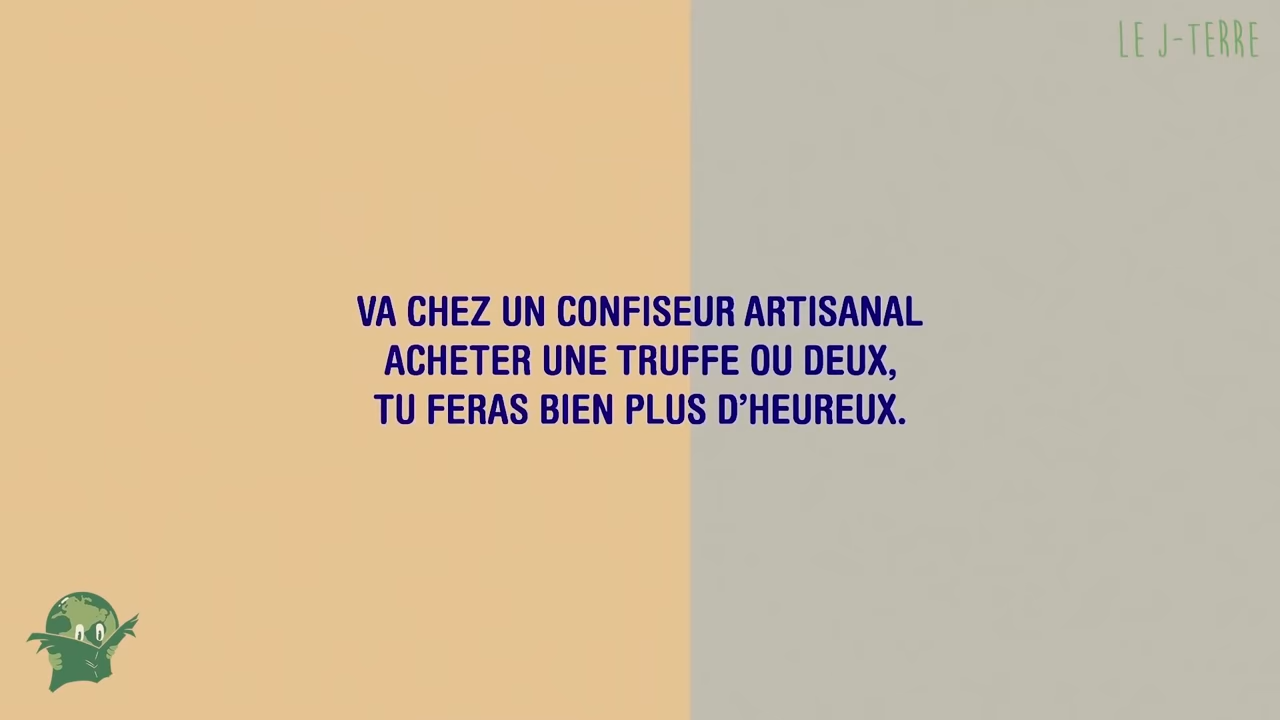 LE J-TERRE
VA CHEZ UN CONFISEUR ARTISANAL
ACHETER UNE TRUFFE OU DEUX,
TU FERAS BIEN PLUS D’HEUREUX.